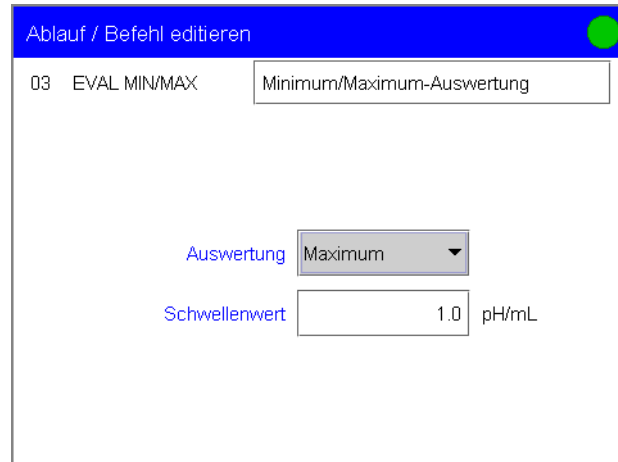 Ablauf / Befehl editieren
03 EVAL MIN/MAX Minimum/Maximum-Auswertung
Auswertung Maximum
Schwellenwert 1.0 pH/mL